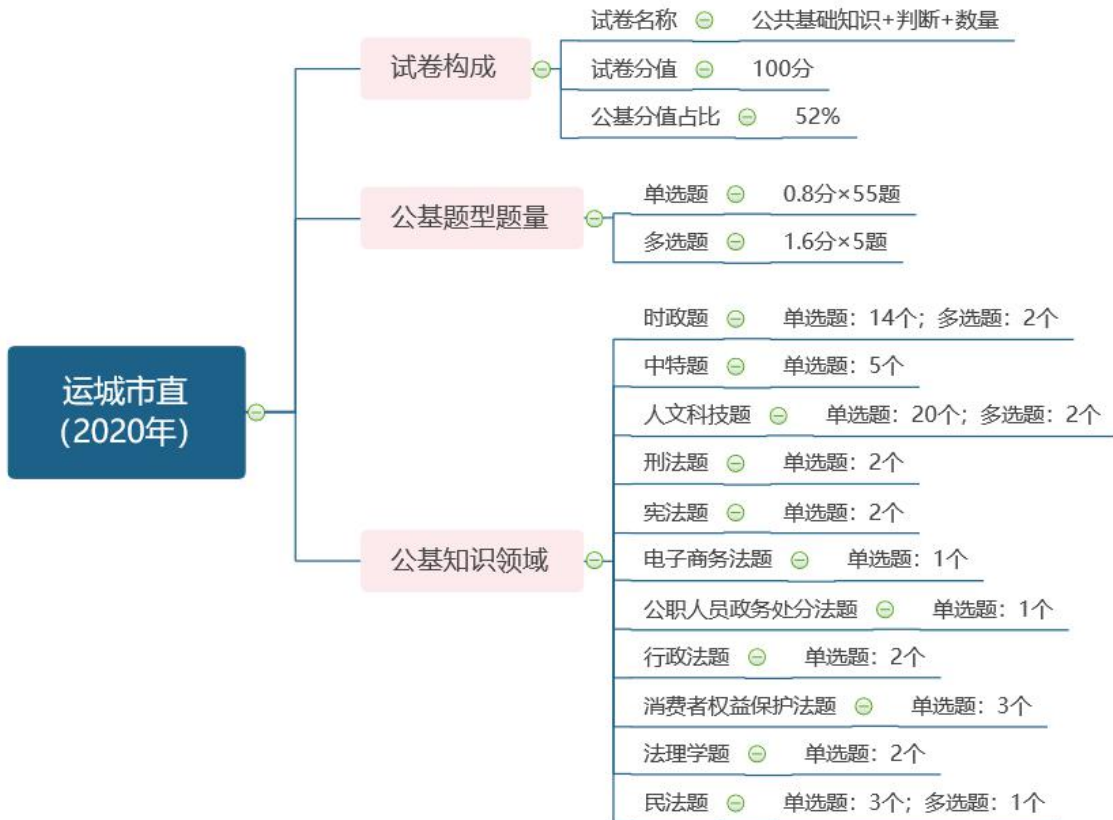 试卷名称 公共基础知识+判断+数量
试卷构成
试卷分值 100分
公基分值占比 52%
单选题 0.8分×55题
公基题型题量
多选题 1.6分×5题
时政题 单选题：14个；多选题：2个
中特题 单选题：5个
运城市直
（2020年）
人文科技题 单选题：20个；多选题：2个
刑法题 单选题：2个
宪法题 单选题：2个
公基知识领域
电子商务法题 单选题：1个
公职人员政务处分法题 单选题：1个
行政法题 单选题：2个
消费者权益保护法题 单选题：3个
法理学题 单选题：2个
民法题 单选题：3个；多选题：1个